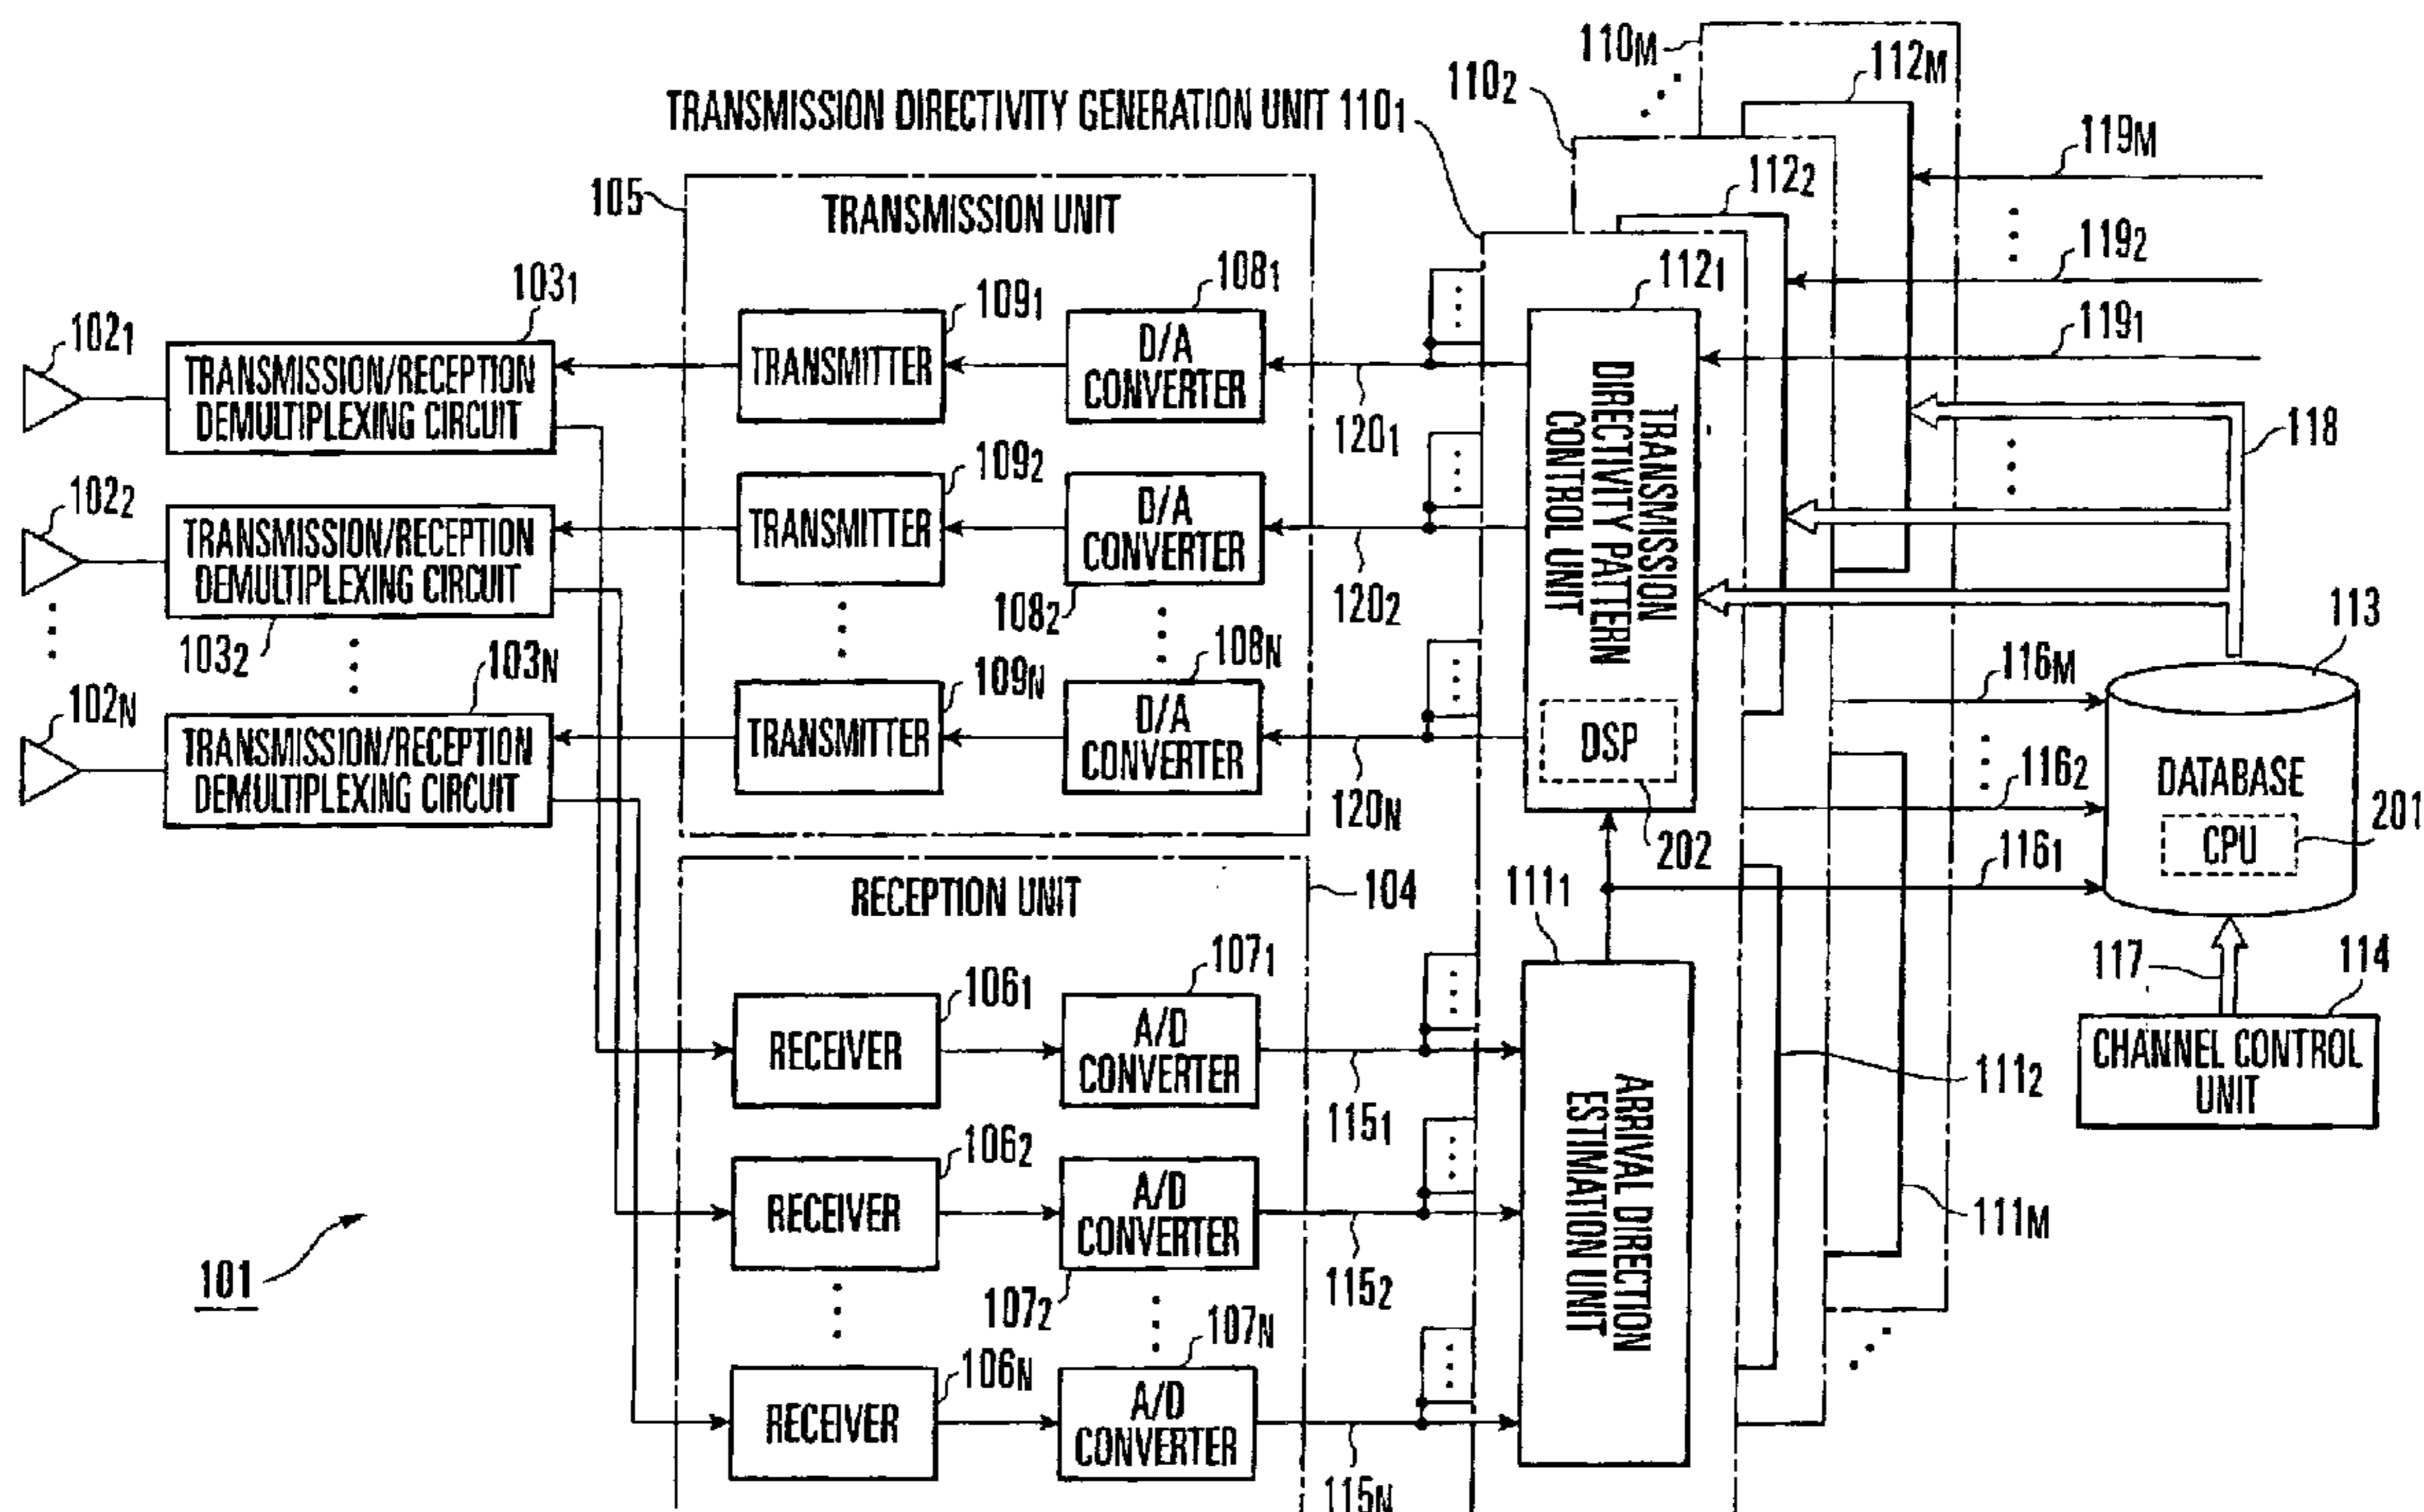 110M
112M
1102
TRANSMISSION DIRECTIVITY GENERATION UNIT 1101
119M
105
TRANSMISSION UNIT
1122
1192
1031
1081
1121
1021
1091
1191
TRANSMISSION/RECEPTION
DEMULTIPLEXING CIRCUIT
TRANSMITTER
D/A
CONVERTER
TRANSMISSION
DIRECTIVITY PATTERN
CONTROL UNIT
1201
118
1022
1092
TRANSMISSION/RECEPTION
DEMULTIPLEXING CIRCUIT
TRANSMITTER
D/A
CONVERTER
1032
1082
1202
113
102N
103N
109N
108N
116M
TRANSMISSION/RECEPTION
DEMULTIPLEXING CIRCUIT
TRANSMITTER
D/A
CONVERTER
DSP
DATABASE
CPU
1162
201
120N
202
1161
RECEPTION UNIT
104
1111
1061
1071
117
114
RECEIVER
A/D
CONVERTER
CHANNEL CONTROL
UNIT
1112
1151
ARRIVAL DIRECTION
ESTIMATION UNIT
1062
RECEIVER
A/D
CONVERTER
111M
101
1072
1152
107N
106N
RECEIVER
A/D
CONVERTER
115N